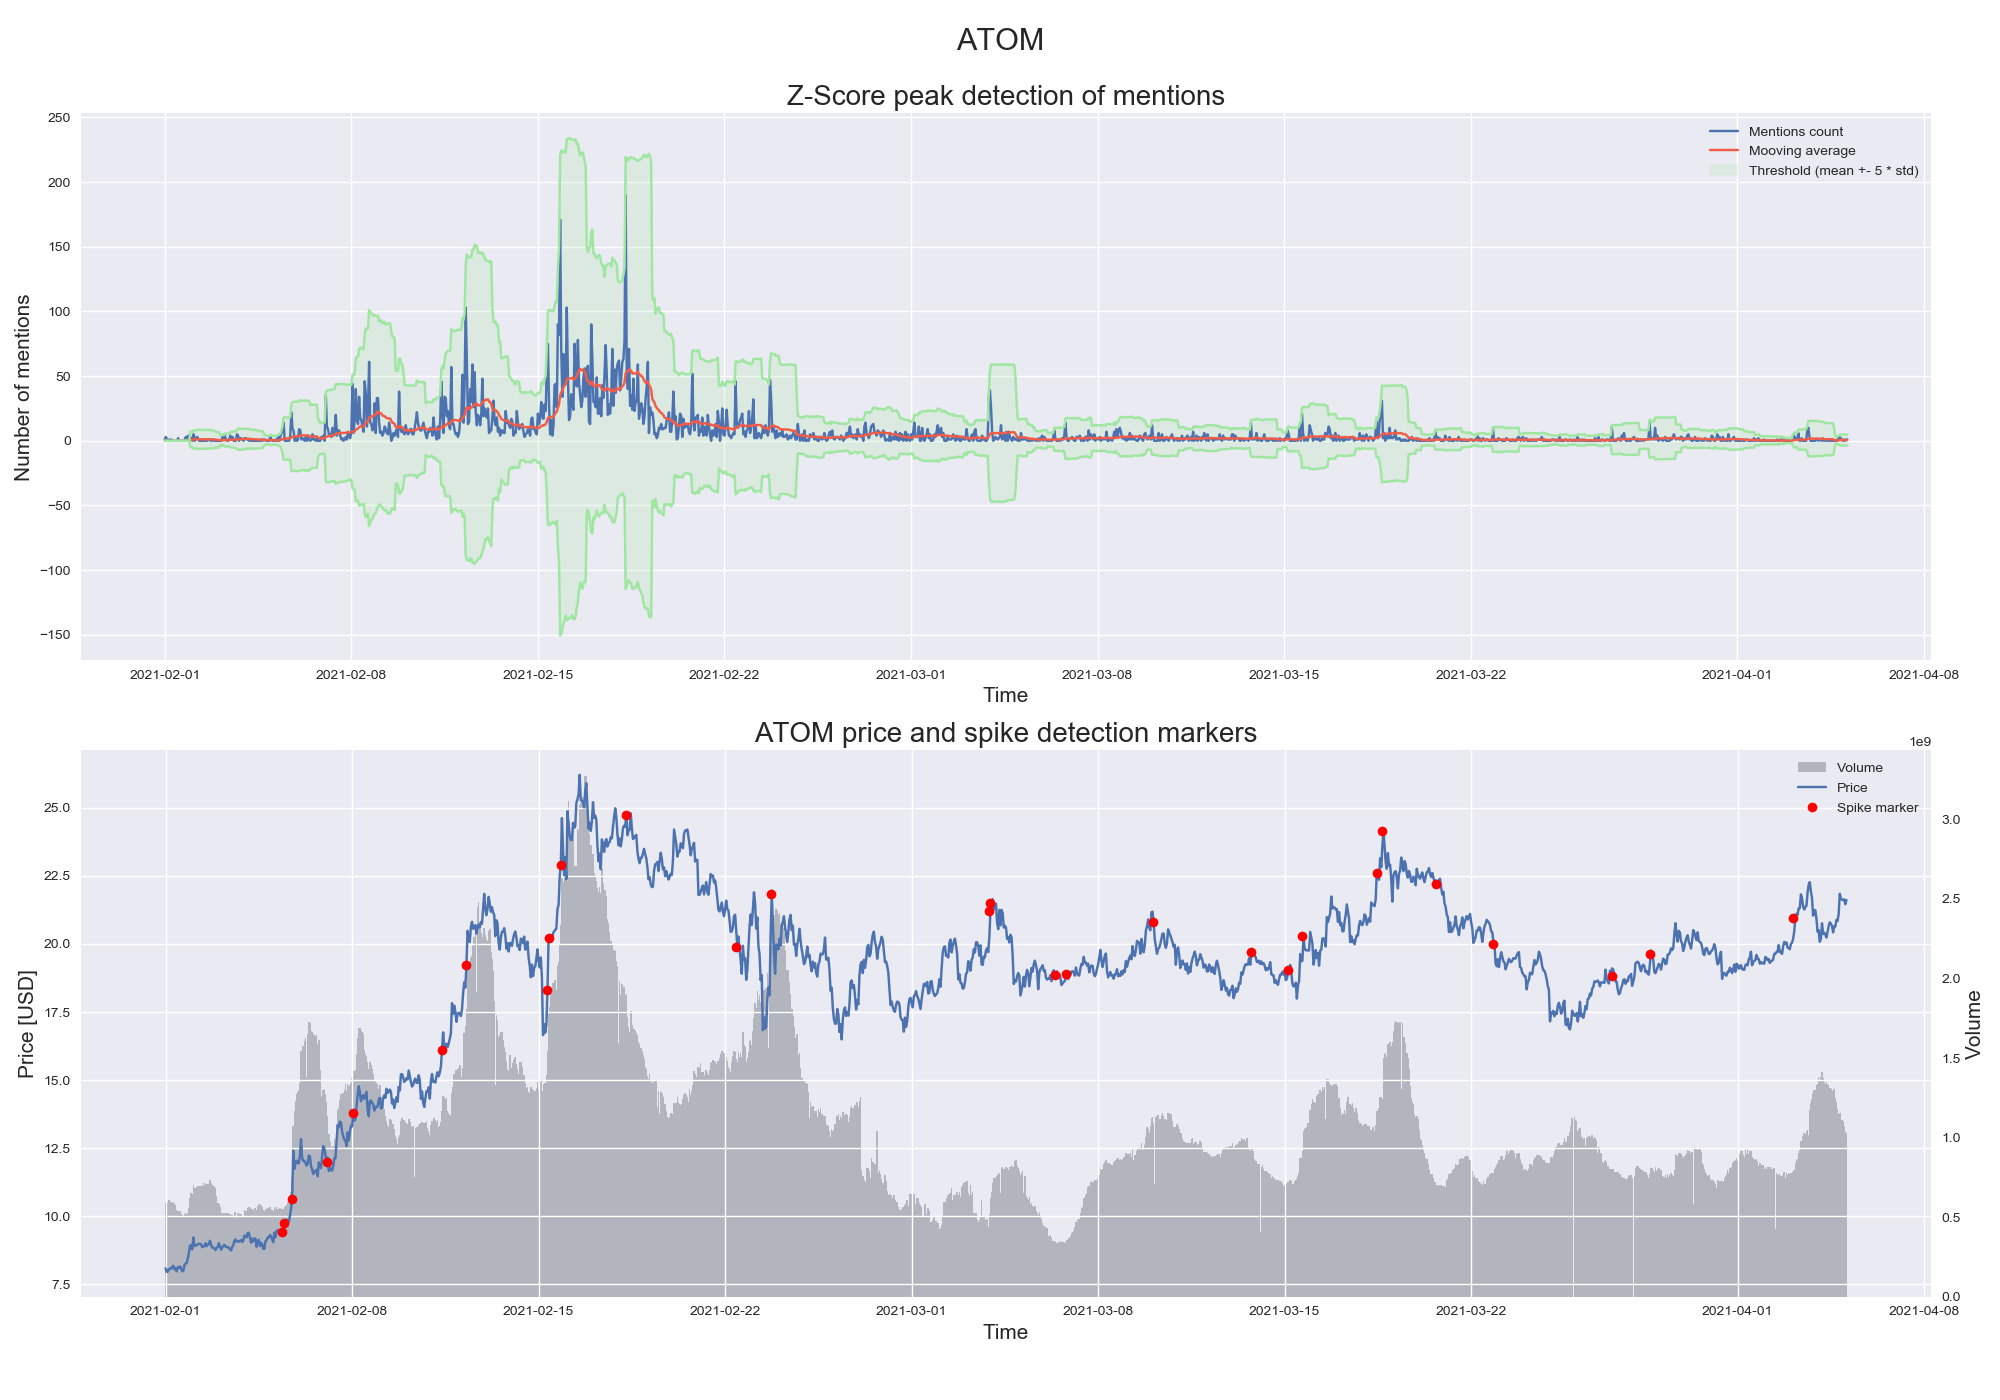 ATOM
Z-Score peak detection of mentions
250
200
150
100
50
0
−50
−100
−150
Number of mentions
Mentions count
Mooving average
Threshold (mean +- 5 * std)
2021-02-01 2021-02-08 2021-02-15 2021-02-22 2021-03-01 2021-03-08 2021-03-15 2021-03-22 2021-04-01 2021-04-08
Time
ATOM price and spike detection markers
1e9
25.0
22.5
20.0
17.5
15.0
12.5
10.0
7.5
Price [USD]
Volume
Price
Spike marker
3.0
2.5
2.0
1.5
1.0
0.5
0.0
Volume
2021-02-01 2021-02-08 2021-02-15 2021-02-22 2021-03-01 2021-03-08 2021-03-15 2021-03-22 2021-04-01 2021-04-08
Time